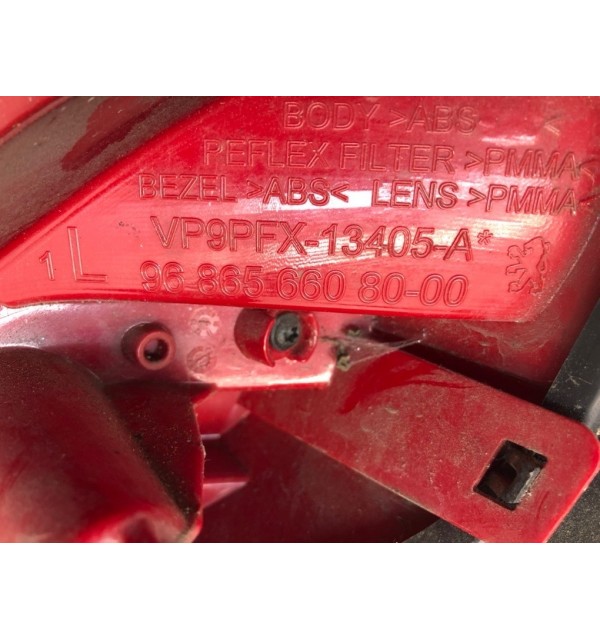 BODY >ABS <
REFLEX FILTER >PMMA<
BEZEL >ABS< LENS >PMMA<
VP9PFX-13405-A*
1 L
96 865 660 80-00